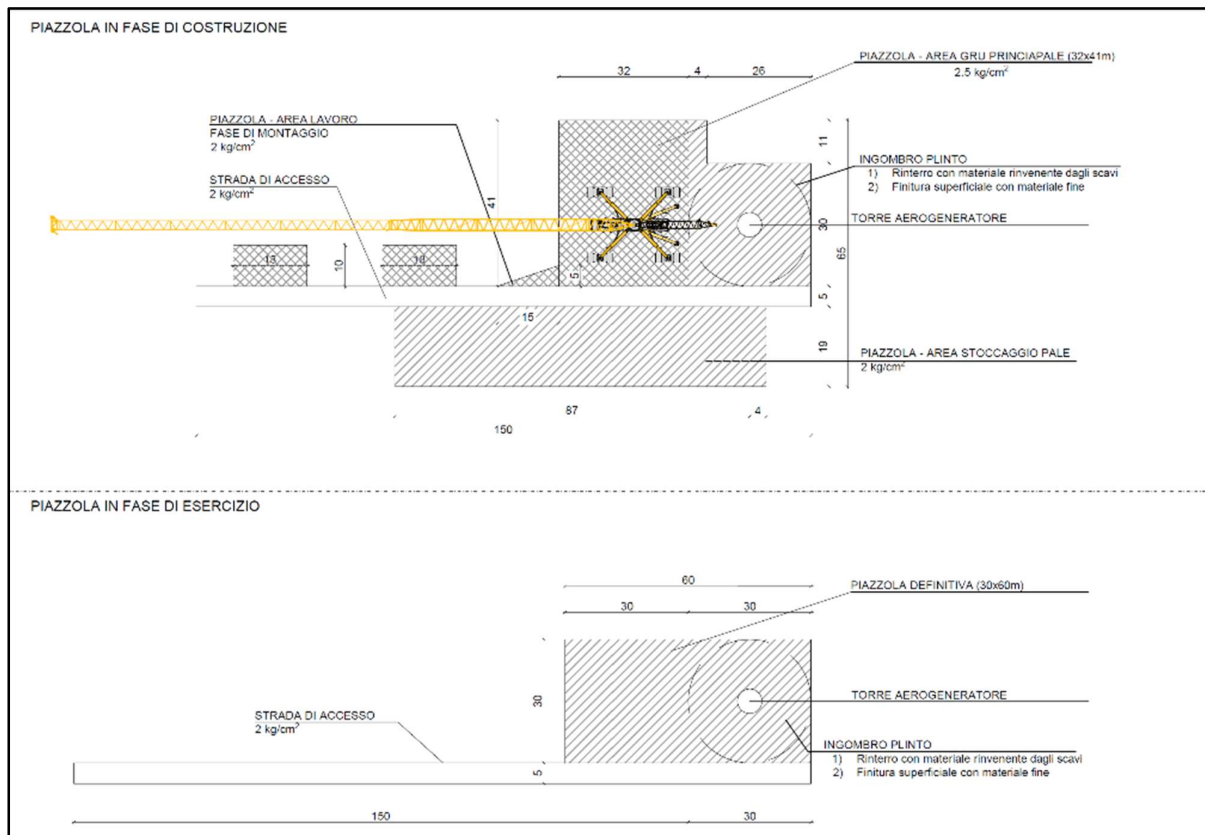 PIAZZOLA IN FASE DI COSTRUZIONE
PIAZZOLA - AREA GRU PRINCIAPALE (32x41m)
2.5 kg/cm²
32
4
26
PIAZZOLA - AREA LAVORO
FASE DI MONTAGGIO
2 kg/cm²
STRADA DI ACCESSO
2 kg/cm²
11
INGOMBRO PLINTO
1) Rinterro con materiale rinvenente dagli scavi
2) Finitura superficiale con materiale fine
41
TORRE AEROGENERATORE
30
65
18
10
18
5
5
15
19
PIAZZOLA - AREA STOCCAGGIO PALE
2 kg/cm²
87
4
150
PIAZZOLA IN FASE DI ESERCIZIO
60
PIAZZOLA DEFINITIVA (30x60m)
30
30
30
TORRE AEROGENERATORE
STRADA DI ACCESSO
2 kg/cm²
INGOMBRO PLINTO
1) Rinterro con materiale rinvenente dagli scavi
2) Finitura superficiale con materiale fine
5
150
30